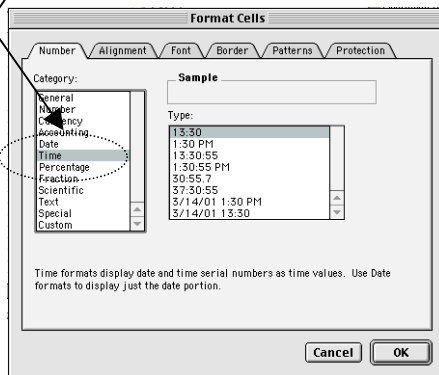 Format Cells
Number Alignment Font Border Patterns Protection
Category:
General
Number
Currency
Accounting
Date
Time
Percentage
Fraction
Scientific
Text
Special
Custom
Sample
Type:
13:30
1:30 PM
13:30:55
1:30:55 PM
30:55.7
37:30:55
3/14/01 1:30 PM
3/14/01 13:30
Time formats display date and time serial numbers as time values. Use Date
formats to display just the date portion.
Cancel OK